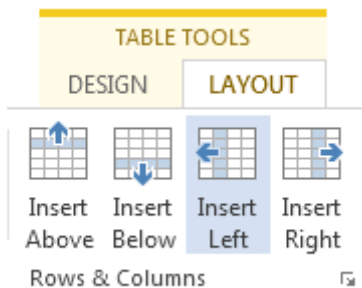 TABLE TOOLS
DESIGN LAYOUT
Insert Insert Insert Insert
Above Below Left Right
Rows & Columns